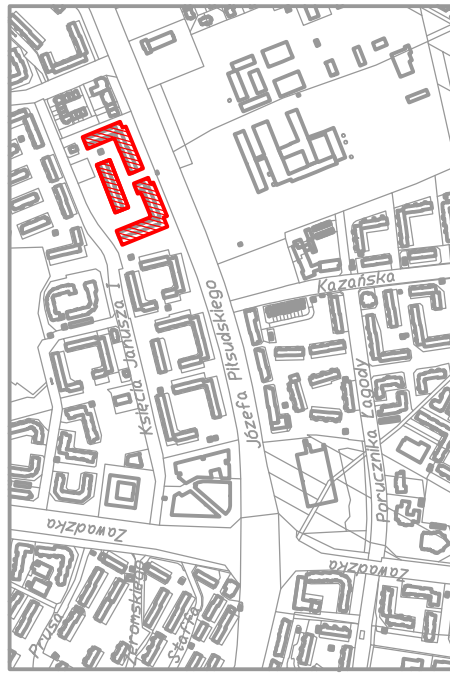 Kazańska
Józefa Piłsudskiego
Księcia Janusza I
Porucznika Łagody
Zawadzka
Zawadzka
Prusa
Żeromskiego
Staffa